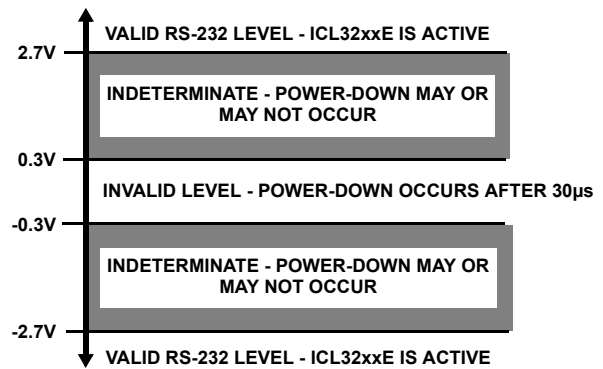 VALID RS-232 LEVEL - ICL32xxE IS ACTIVE
2.7V
INDETERMINATE - POWER-DOWN MAY OR
MAY NOT OCCUR
0.3V
INVALID LEVEL - POWER-DOWN OCCURS AFTER 30µs
-0.3V
INDETERMINATE - POWER-DOWN MAY OR
MAY NOT OCCUR
-2.7V
VALID RS-232 LEVEL - ICL32xxE IS ACTIVE